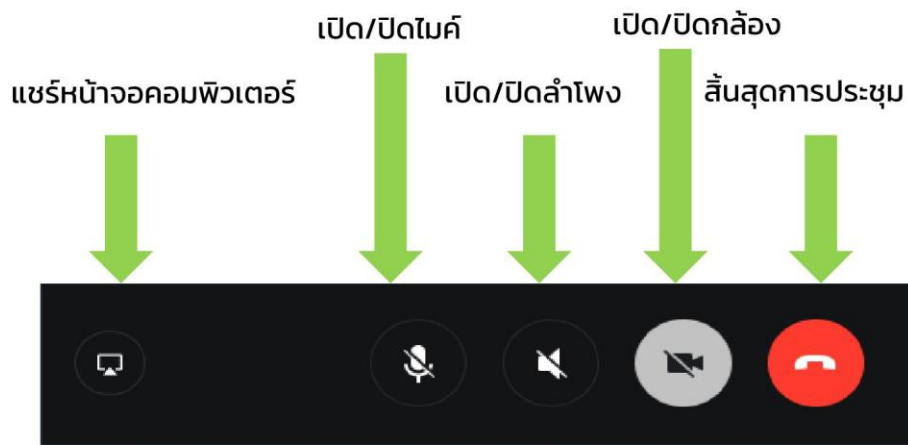 เปิด/ปิดไมค์
เปิด/ปิดกล้อง
แชร์หน้าจอคอมพิวเตอร์
เปิด/ปิดลำโพง
สิ้นสุดการประชุม